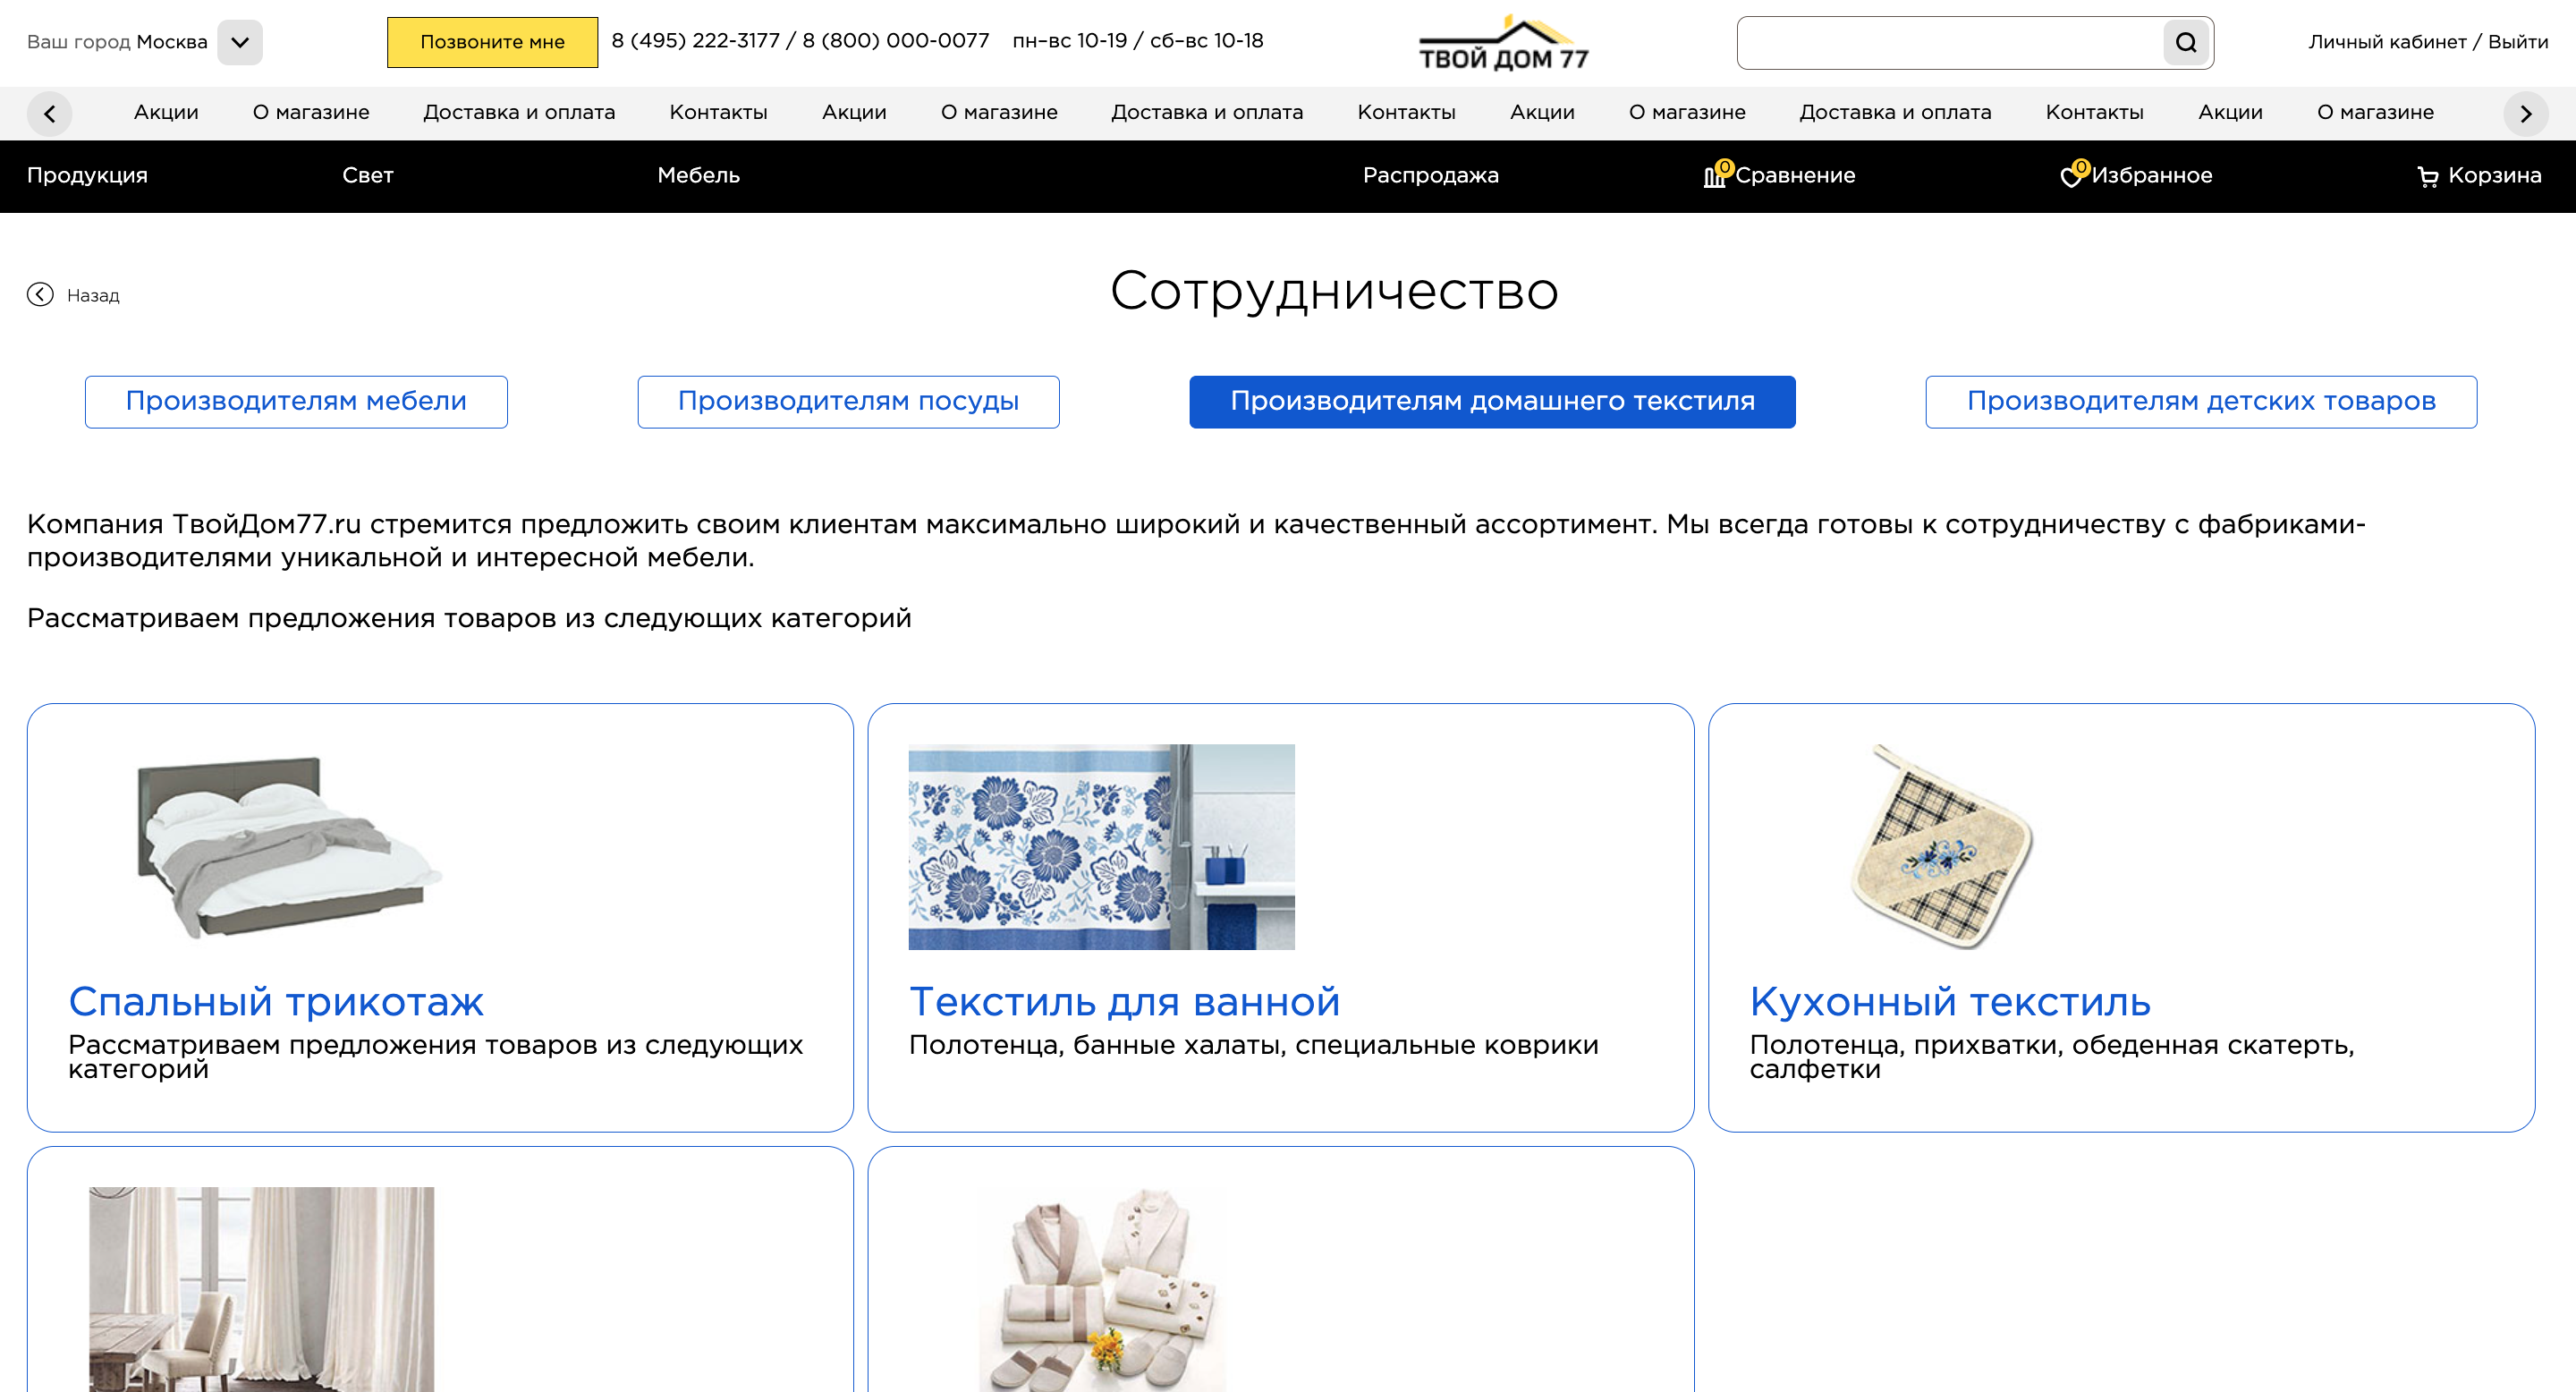 Ваш город Москва
Позвоните мне
8 (495) 222-3177 / 8 (800) 000-0077 пн–вс 10-19 / сб–вс 10-18
ТВОЙ ДОМ 77
Личный кабинет / Выйти
Акции О магазине Доставка и оплата Контакты Акции О магазине Доставка и оплата Контакты Акции О магазине Доставка и оплата Контакты Акции О магазине
Продукция Свет Мебель Распродажа 0 Сравнение 0 Избранное Корзина
Назад
Сотрудничество
Производителям мебели Производителям посуды Производителям домашнего текстиля Производителям детских товаров
Компания ТвойДом77.ru стремится предложить своим клиентам максимально широкий и качественный ассортимент. Мы всегда готовы к сотрудничеству с фабриками-
производителями уникальной и интересной мебели.
Рассматриваем предложения товаров из следующих категорий
Спальный трикотаж
Рассматриваем предложения товаров из следующих
категорий
Текстиль для ванной
Полотенца, банные халаты, специальные коврики
Кухонный текстиль
Полотенца, прихватки, обеденная скатерть,
салфетки